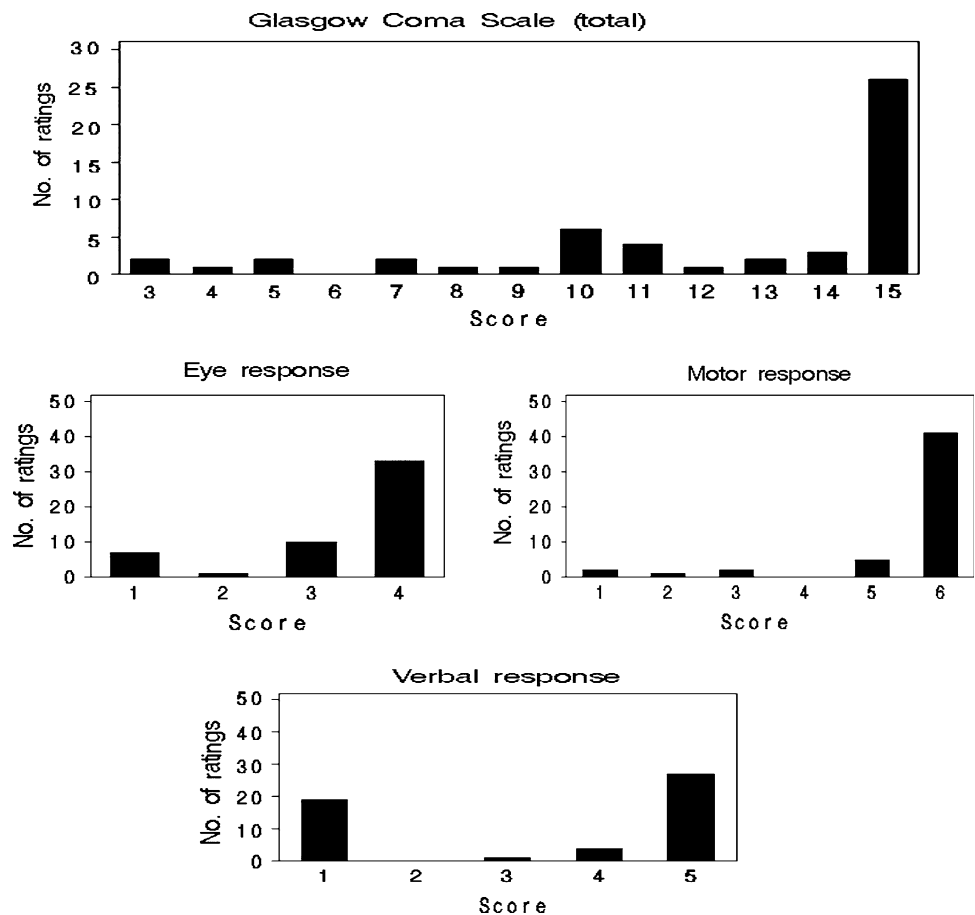 Glasgow Coma Scale (total)
No. of ratings
30
25
20
15
10
5
0
3 4 5 6 7 8 9 10 11 12 13 14 15
Score
Eye response
No. of ratings
50
40
30
20
10
0
1 2 3 4
Score
Motor response
No. of ratings
50
40
30
20
10
0
1 2 3 4 5 6
Score
Verbal response
No. of ratings
50
40
30
20
10
0
1 2 3 4 5
Score